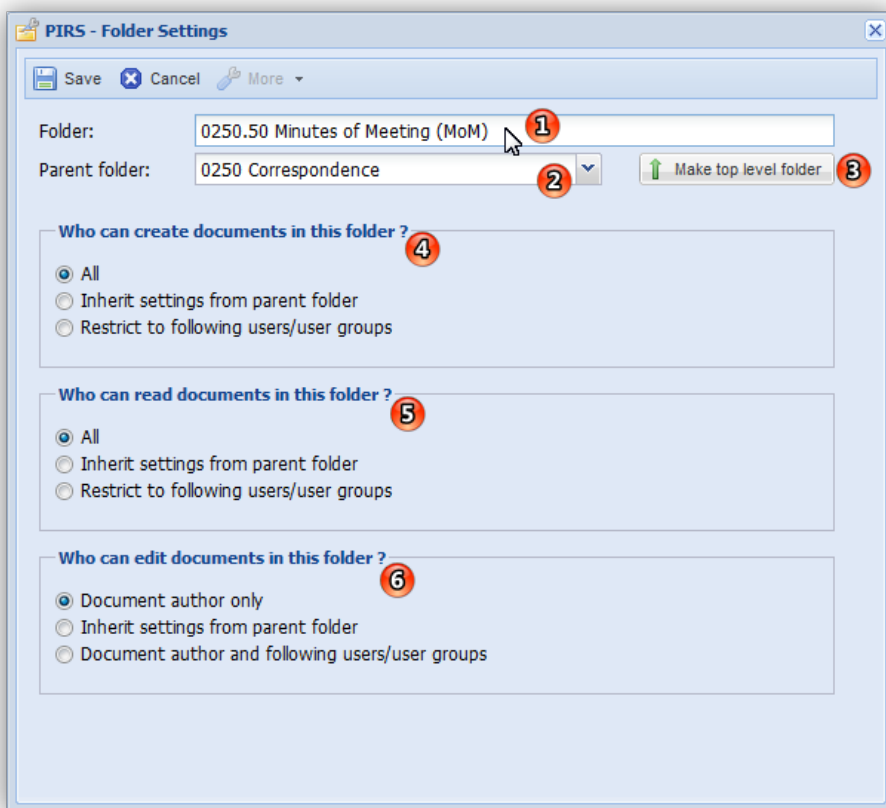 PIRS - Folder Settings
Save Cancel More
Folder: 0250.50 Minutes of Meeting (MoM) 1
Parent folder: 0250 Correspondence 2 Make top level folder 3
Who can create documents in this folder ? 4
All
Inherit settings from parent folder
Restrict to following users/user groups
Who can read documents in this folder ? 5
All
Inherit settings from parent folder
Restrict to following users/user groups
Who can edit documents in this folder ? 6
Document author only
Inherit settings from parent folder
Document author and following users/user groups